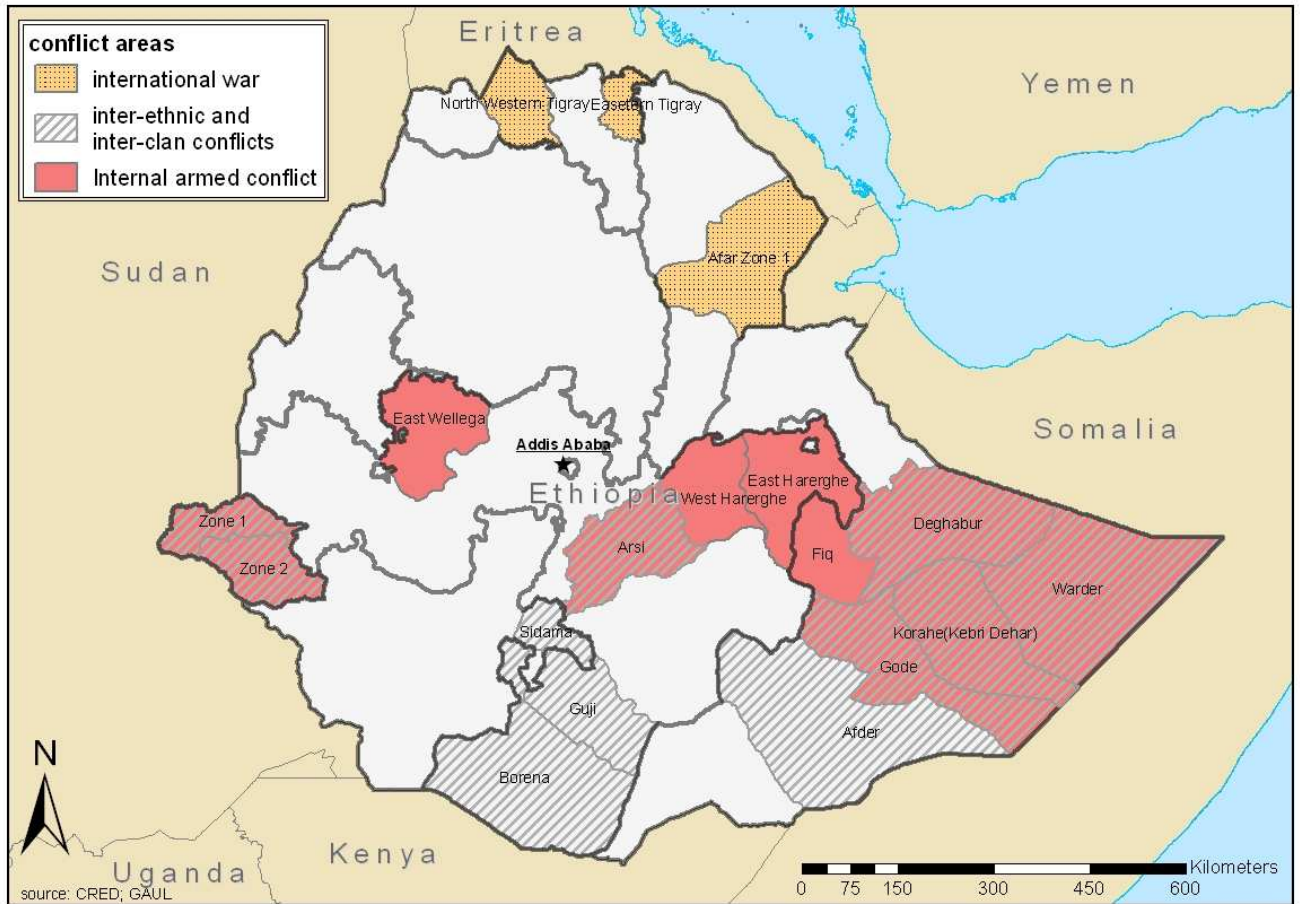 conflict areas
international war
inter-ethnic and
inter-clan conflicts
Internal armed conflict
Eritrea
Yemen
North Western Tigray
Easetern Tigray
Afar Zone 1
Sudan
East Wellega
Addis Ababa
Somalia
Ethiopia
West Harerghe
East Harerghe
Zone 1
Zone 2
Arsi
Fiq
Deghabur
Warder
Sidama
Korahe(Kebri Dehar)
Gode
Guji
Afder
Borena
N
Kenya
Uganda
Kilometers
0 75 150 300 450 600
source: CRED; GAUL